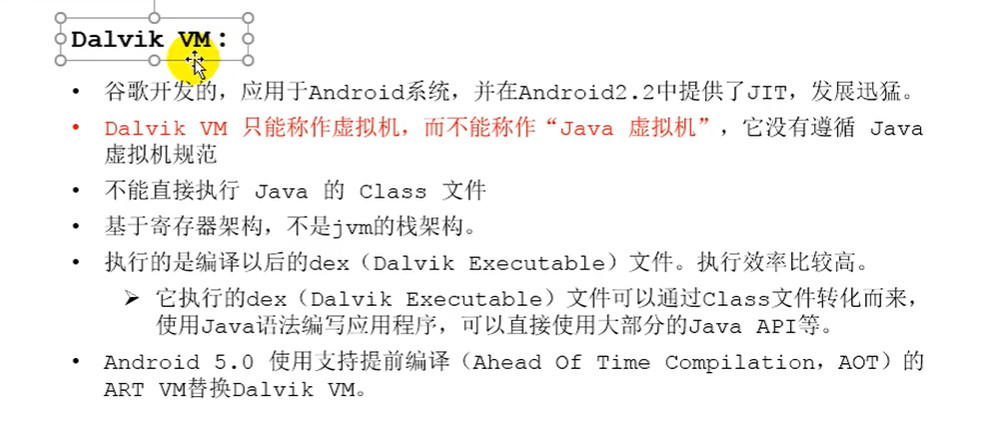 Dalvik VM：
• 谷歌开发的，应用于Android系统，并在Android2.2中提供了JIT，发展迅猛。
• Dalvik VM 只能称作虚拟机，而不能称作“Java 虚拟机”，它没有遵循 Java
虚拟机规范
• 不能直接执行 Java 的 Class 文件
• 基于寄存器架构，不是jvm的栈架构。
• 执行的是编译以后的dex（Dalvik Executable）文件。执行效率比较高。
➢ 它执行的dex（Dalvik Executable）文件可以通过Class文件转化而来，
使用Java语法编写应用程序，可以直接使用大部分的Java API等。
• Android 5.0 使用支持提前编译（Ahead Of Time Compilation，AOT）的
ART VM替换Dalvik VM。